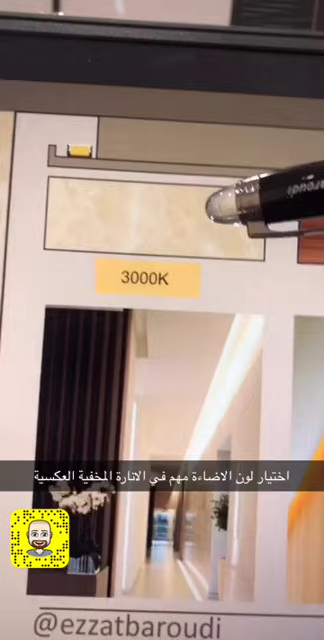 3000K
اختيار لون الاضاءة مهم في الانارة المخفية العكسية
@ezzatbaroudi